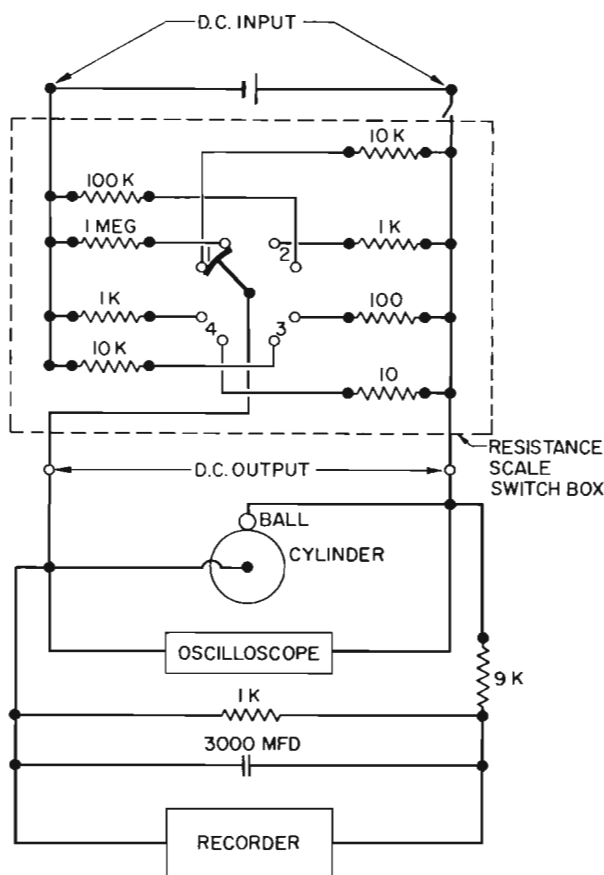 D.C. INPUT
10 K
100 K
1 MEG
1
2
1 K
1 K
4
3
100
10 K
10
RESISTANCE
SCALE
SWITCH BOX
D.C. OUTPUT
BALL
CYLINDER
OSCILLOSCOPE
9 K
1 K
3000 MFD
RECORDER